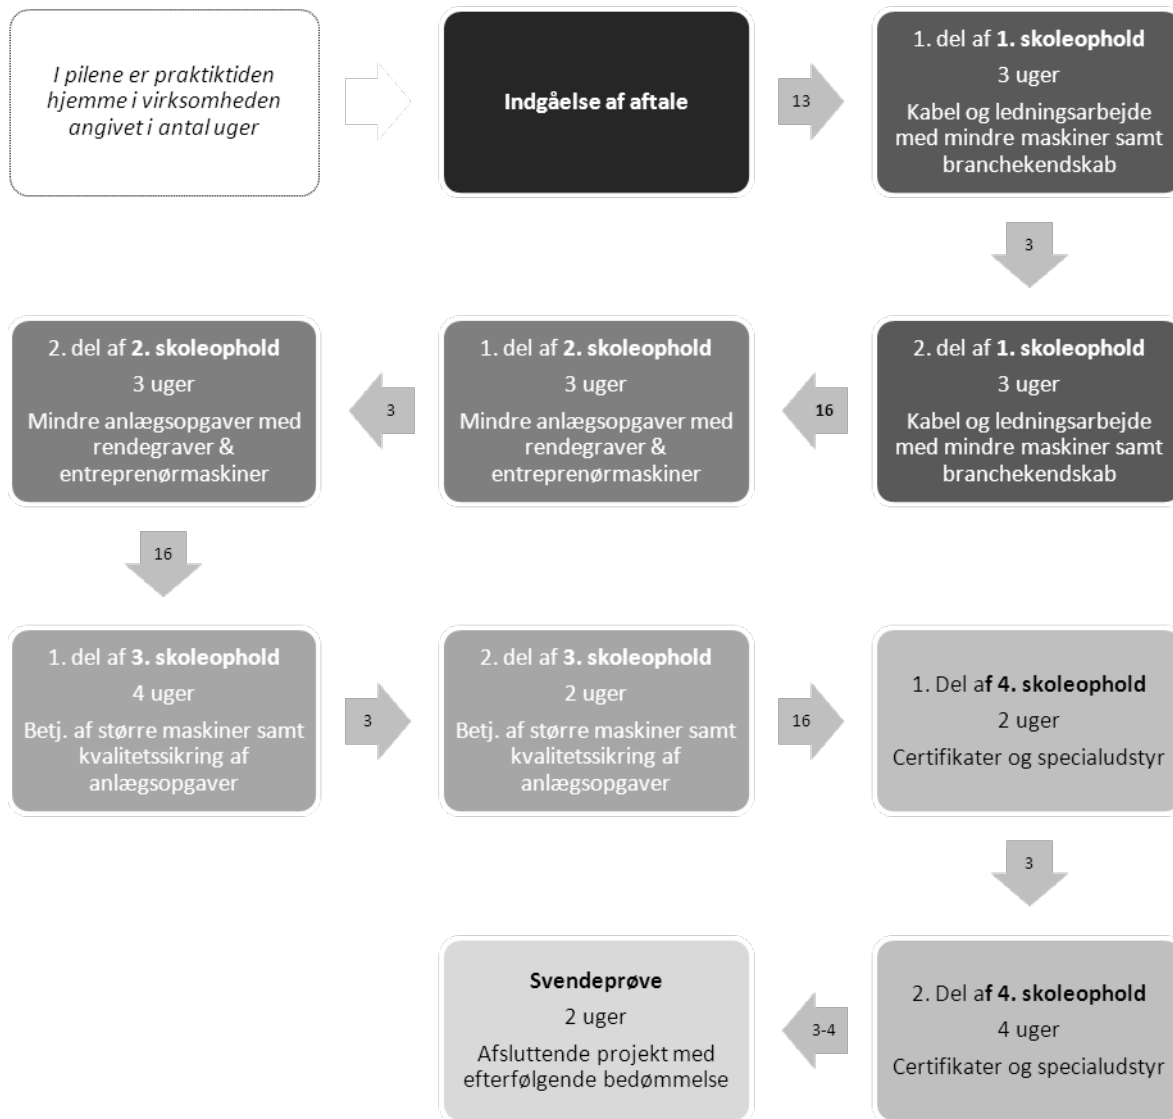 I pilene er praktiktiden
hjemme i virksomheden
angivet i antal uger
Indgåelse af aftale
13
1. del af 1. skoleophold
3 uger
Kabel og ledningsarbejde
med mindre maskiner samt
branchekendskab
3
2. del af 1. skoleophold
3 uger
Kabel og ledningsarbejde
med mindre maskiner samt
branchekendskab
16
1. del af 2. skoleophold
3 uger
Mindre anlægsopgaver med
rendegraver &
entreprenørmaskiner
3
2. del af 2. skoleophold
3 uger
Mindre anlægsopgaver med
rendegraver &
entreprenørmaskiner
16
1. del af 3. skoleophold
4 uger
Betj. af større maskiner samt
kvalitetssikring af
anlægsopgaver
3
2. del af 3. skoleophold
2 uger
Betj. af større maskiner samt
kvalitetssikring af
anlægsopgaver
16
1. Del af 4. skoleophold
2 uger
Certifikater og specialudstyr
3
2. Del af 4. skoleophold
4 uger
Certifikater og specialudstyr
3-4
Svendeprøve
2 uger
Afsluttende projekt med
efterfølgende bedømmelse